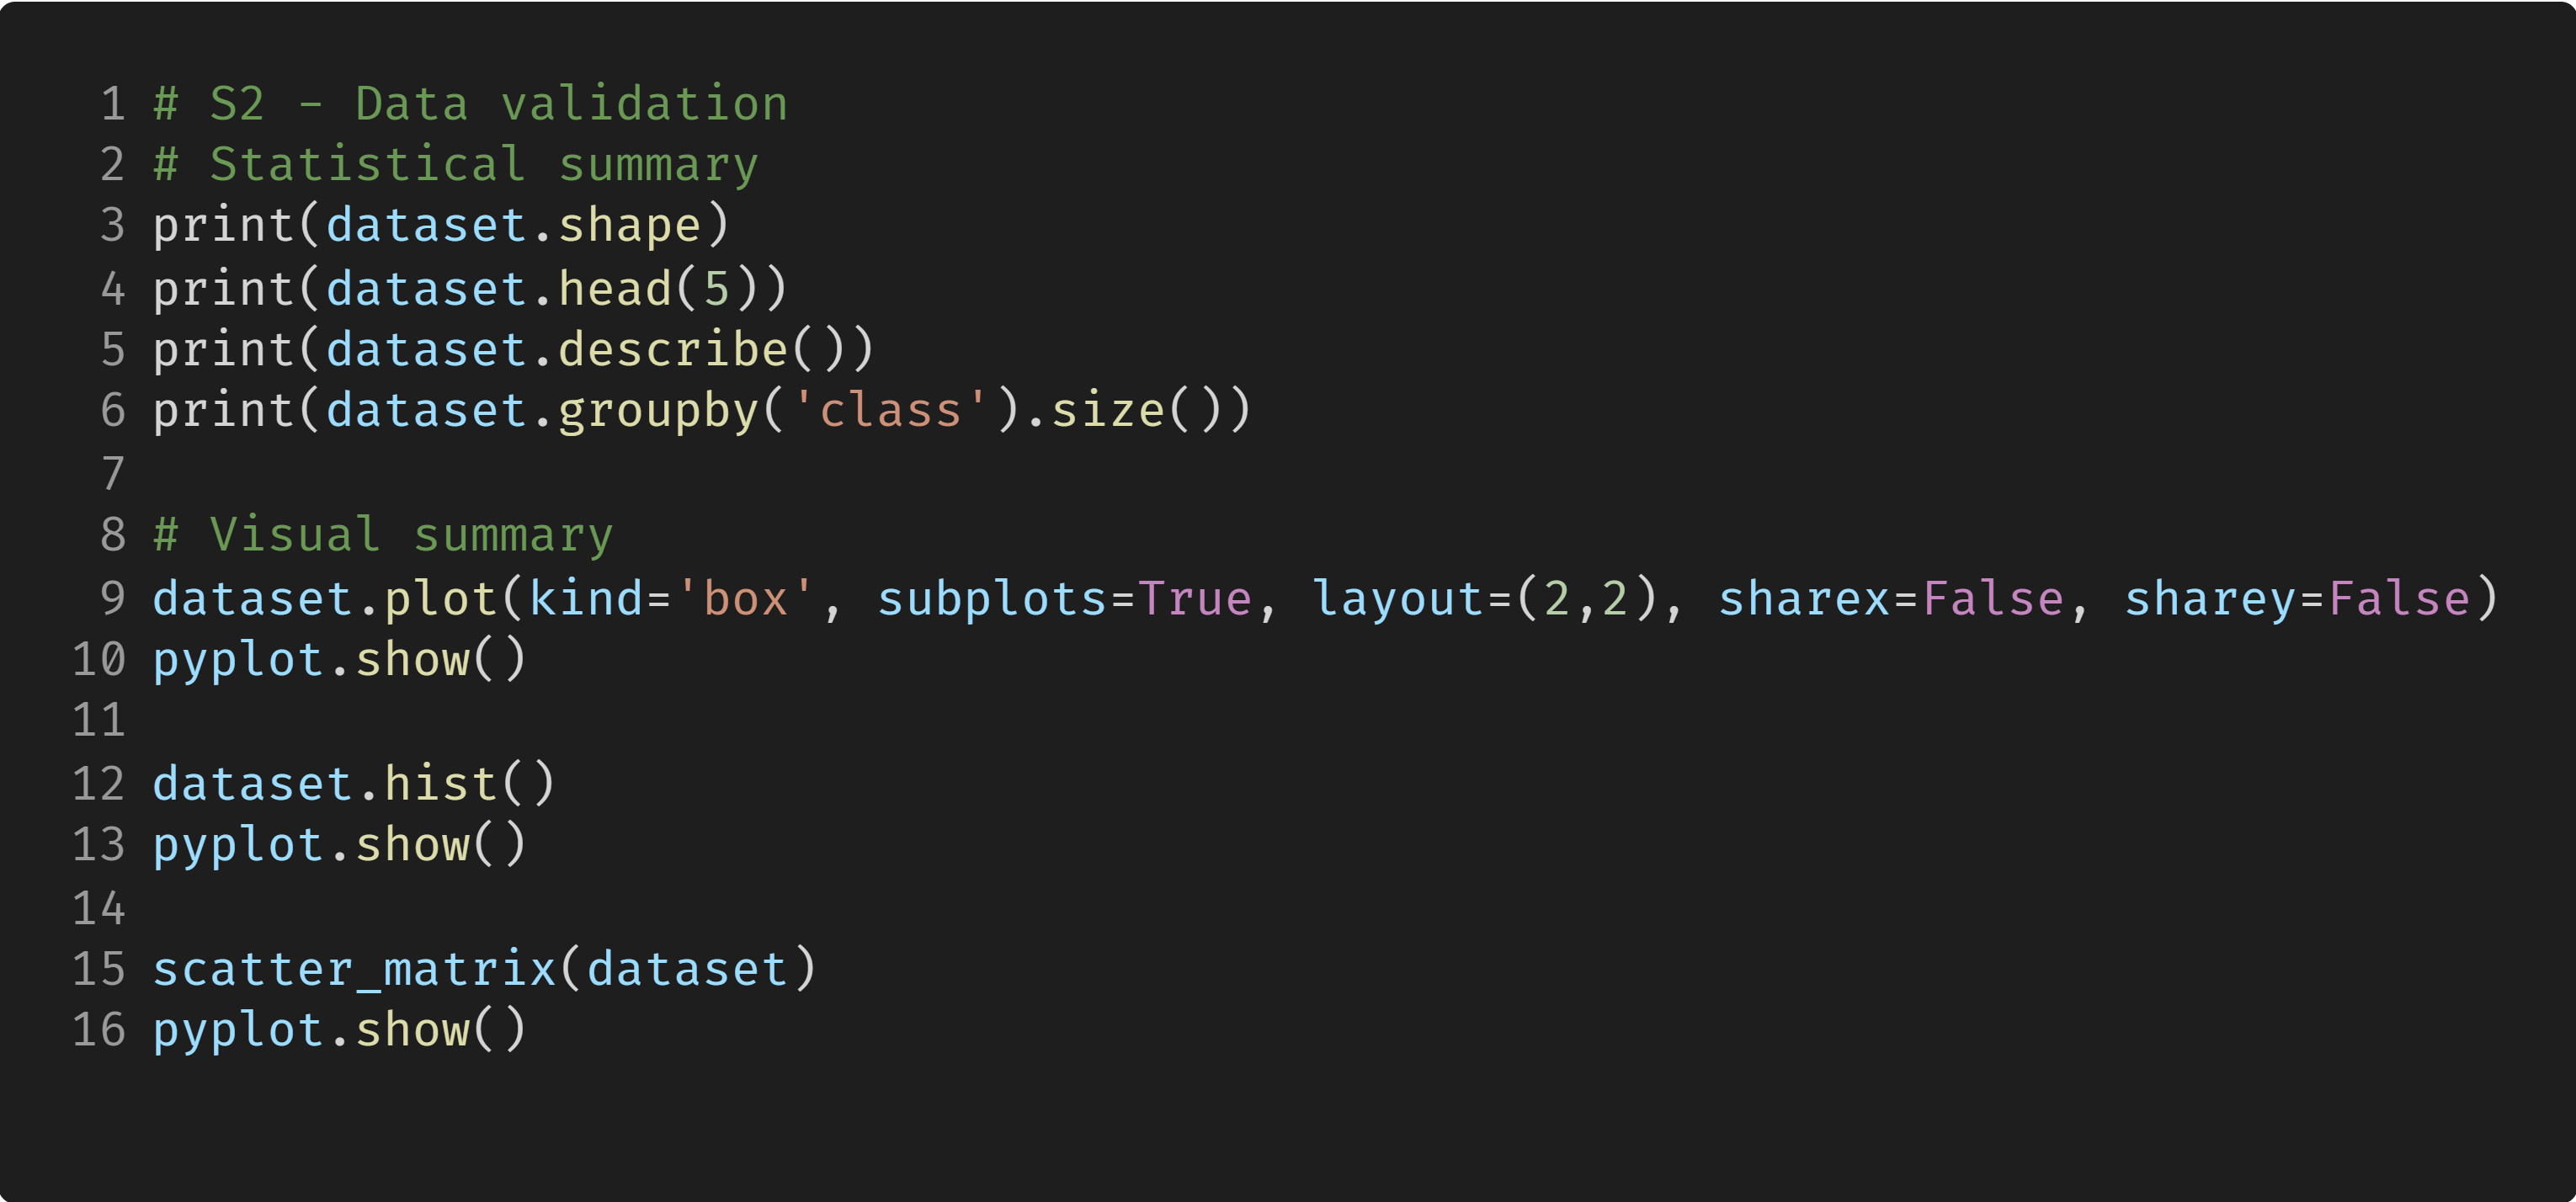 1 # S2 - Data validation
2 # Statistical summary
3 print(dataset.shape)
4 print(dataset.head(5))
5 print(dataset.describe())
6 print(dataset.groupby('class').size())
7
8 # Visual summary
9 dataset.plot(kind='box', subplots=True, layout=(2,2), sharex=False, sharey=False)
10 pyplot.show()
11
12 dataset.hist()
13 pyplot.show()
14
15 scatter_matrix(dataset)
16 pyplot.show()